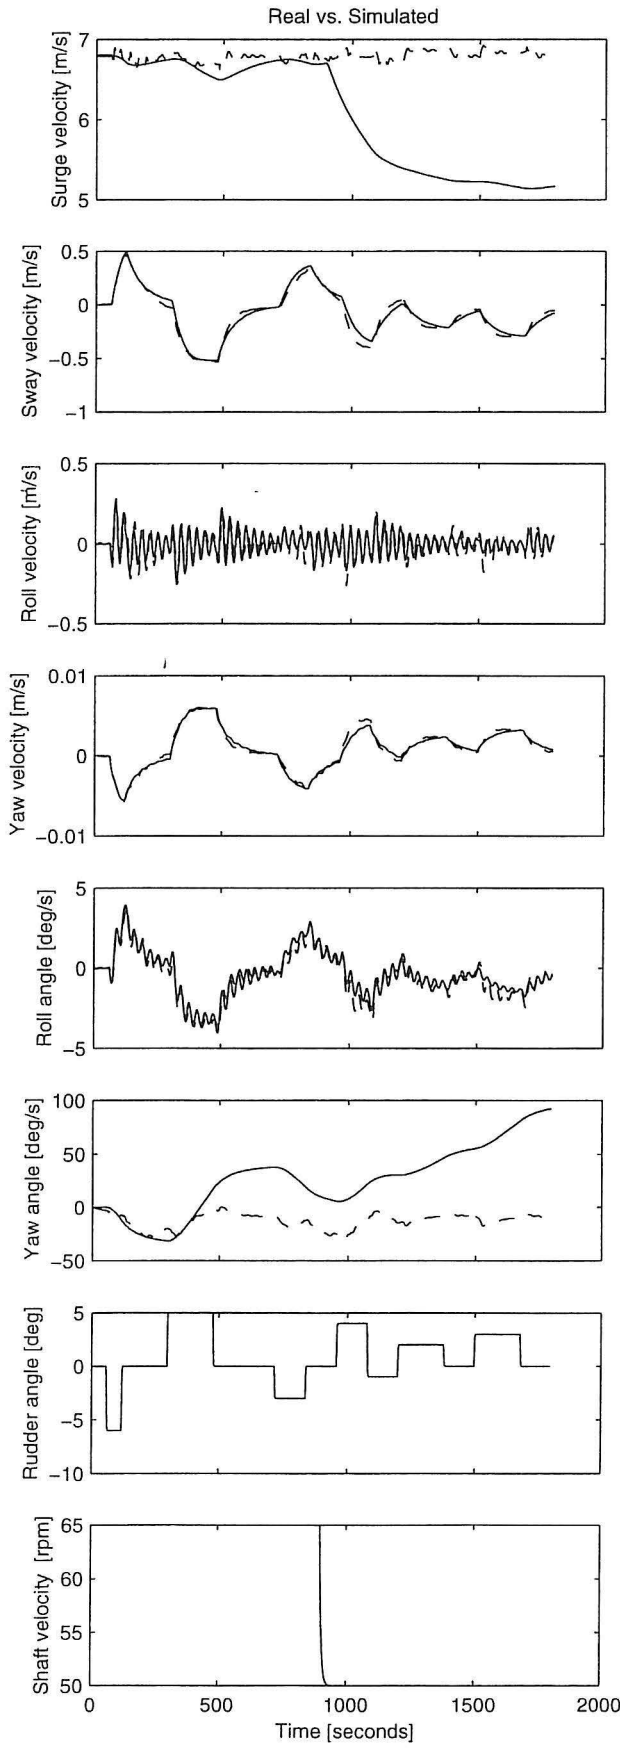 Real vs. Simulated
Surge velocity [m/s]
7
6
5
Sway velocity [m/s]
0.5
0
−0.5
−1
Roll velocity [m/s]
0.5
0
−0.5
Yaw velocity [m/s]
0.01
0
−0.01
Roll angle [deg/s]
5
0
−5
Yaw angle [deg/s]
100
50
0
−50
Rudder angle [deg]
5
0
−5
−10
Shaft velocity [rpm]
65
60
55
50
0 500 1000 1500 2000
Time [seconds]